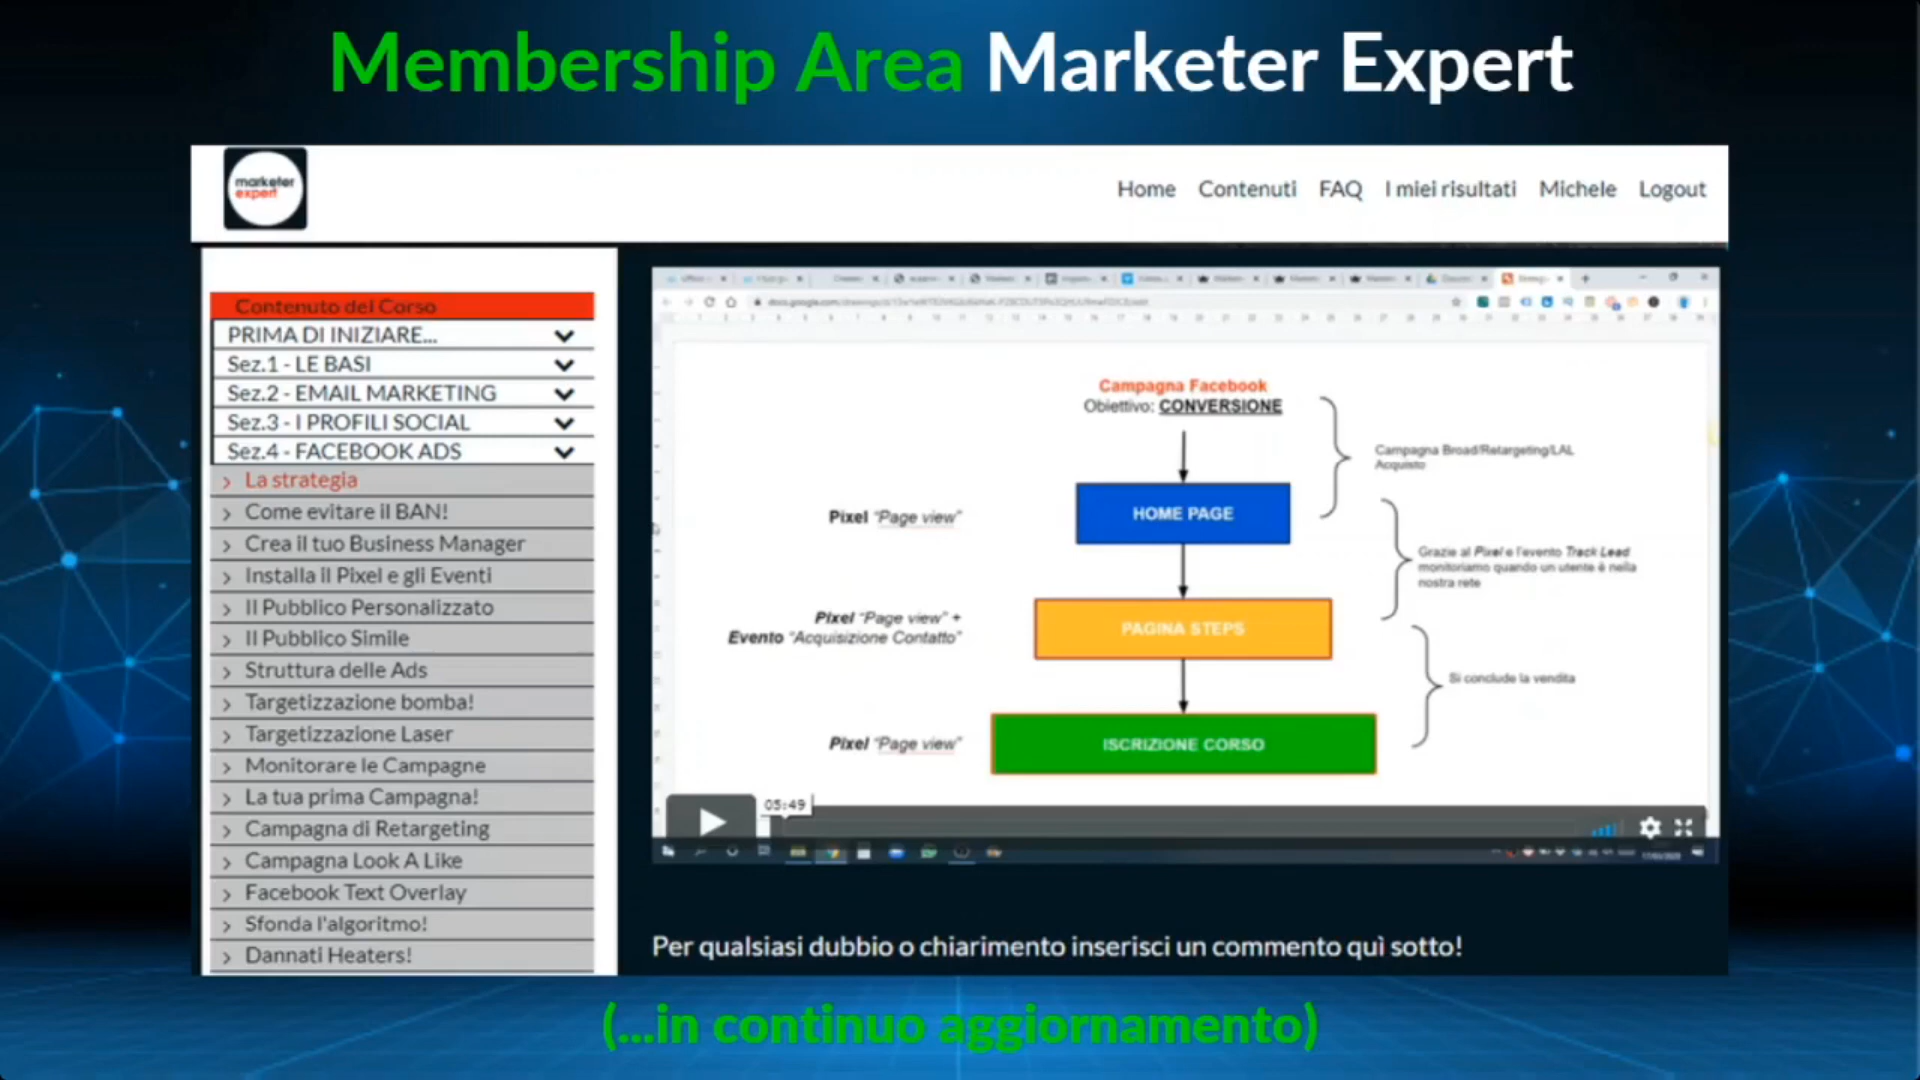 Membership Area Marketer Expert
marketer
expert
Home Contenuti FAQ I miei risultati Michele Logout
Contenuto del Corso
PRIMA DI INIZIARE...
Sez.1 - LE BASI
Sez.2 - EMAIL MARKETING
Sez.3 - I PROFILI SOCIAL
Sez.4 - FACEBOOK ADS
La strategia
Come evitare il BAN!
Crea il tuo Business Manager
Installa il Pixel e gli Eventi
Il Pubblico Personalizzato
Il Pubblico Simile
Struttura delle Ads
Targetizzazione bomba!
Targetizzazione Laser
Monitorare le Campagne
La tua prima Campagna!
Campagna di Retargeting
Campagna Look A Like
Facebook Text Overlay
Sfonda l'algoritmo!
Dannati Heaters!
Campagna Facebook
Obiettivo: CONVERSIONE
Campagna Broad/Retargeting/LAL
Acquisto
Pixel "Page view"
HOME PAGE
Grazie al Pixel e l'evento Track Lead
monitoriamo quando un utente è nella
nostra rete
Pixel "Page view" +
Evento "Acquisizione Contatto"
PAGINA STEPS
Si conclude la vendita
Pixel "Page view"
ISCRIZIONE CORSO
05:49
Per qualsiasi dubbio o chiarimento inserisci un commento quì sotto!
(...in continuo aggiornamento)